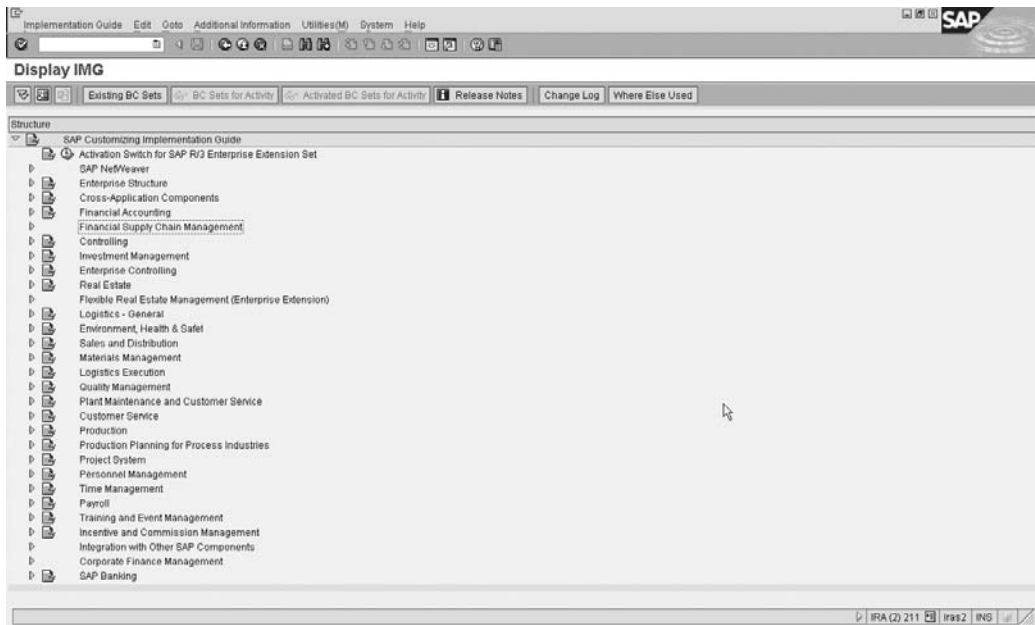 Implementation Guide Edit Goto Additional Information Utilities(M) System Help
SAP
Display IMG
Existing BC Sets BC Sets for Activity Activated BC Sets for Activity Release Notes Change Log Where Else Used
Structure
SAP Customizing Implementation Guide
Activation Switch for SAP R/3 Enterprise Extension Set
SAP NetWeaver
Enterprise Structure
Cross-Application Components
Financial Accounting
Financial Supply Chain Management
Controlling
Investment Management
Enterprise Controlling
Real Estate
Flexible Real Estate Management (Enterprise Extension)
Logistics - General
Environment, Health & Safet
Sales and Distribution
Materials Management
Logistics Execution
Quality Management
Plant Maintenance and Customer Service
Customer Service
Production
Production Planning for Process Industries
Project System
Personnel Management
Time Management
Payroll
Training and Event Management
Incentive and Commission Management
Integration with Other SAP Components
Corporate Finance Management
SAP Banking
IRA (2) 211 iras2 INS